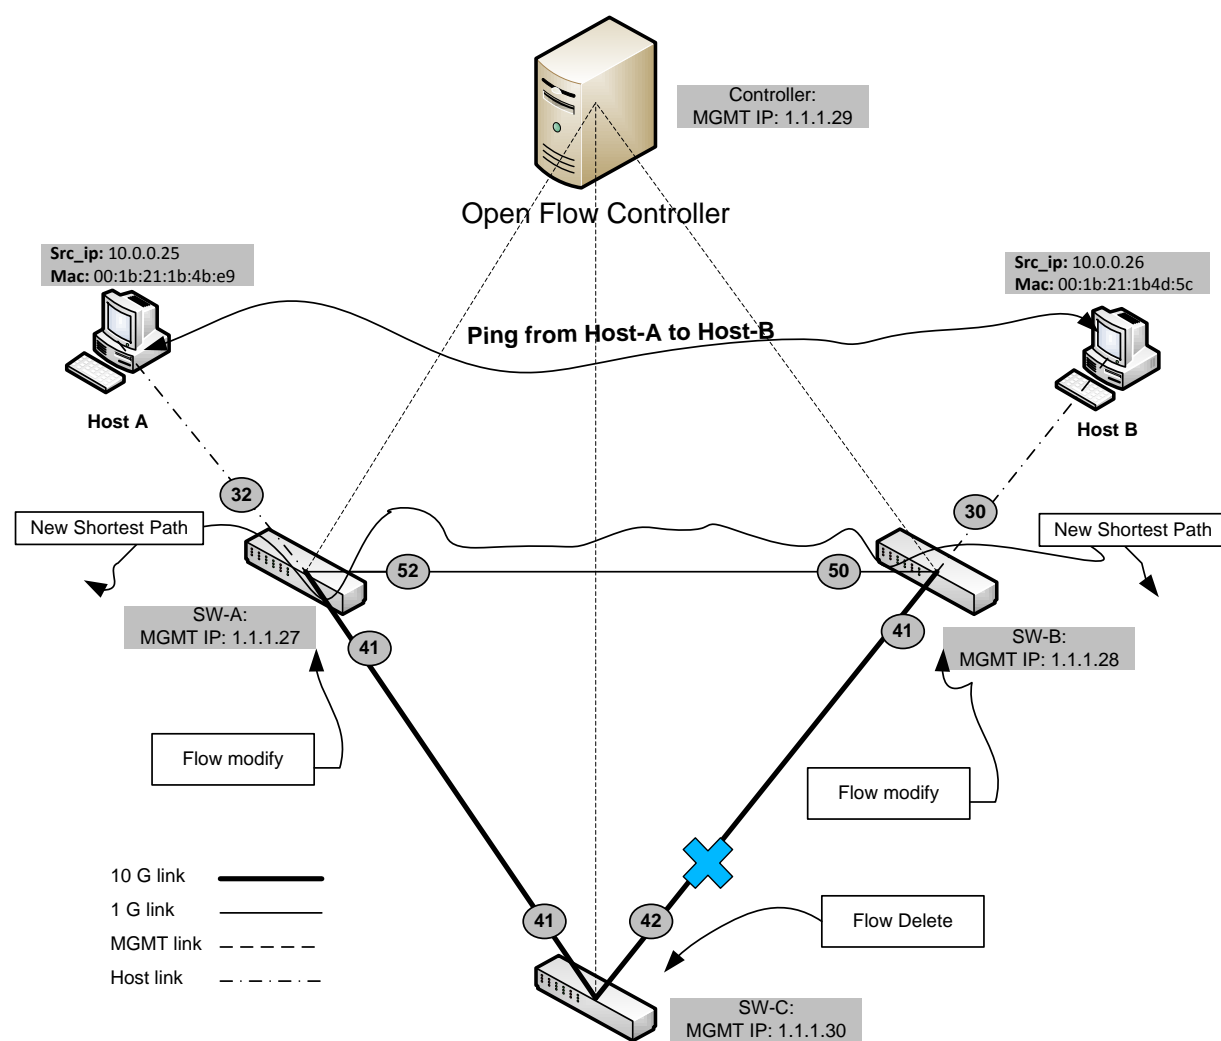 Controller:
MGMT IP: 1.1.1.29
Open Flow Controller
Src_ip: 10.0.0.25
Mac: 00:1b:21:1b:4b:e9
Src_ip: 10.0.0.26
Mac: 00:1b:21:1b4d:5c
Ping from Host-A to Host-B
Host A
Host B
32
30
New Shortest Path
New Shortest Path
52
50
SW-A:
MGMT IP: 1.1.1.27
41
41
SW-B:
MGMT IP: 1.1.1.28
Flow modify
Flow modify
10 G link
1 G link
MGMT link
Host link
41
42
Flow Delete
SW-C:
MGMT IP: 1.1.1.30